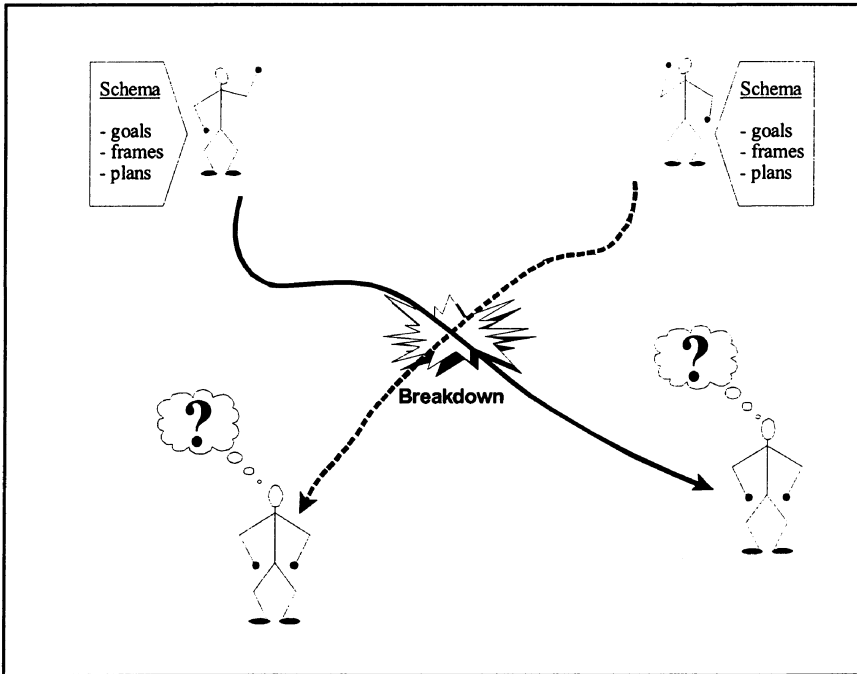 Schema
- goals
- frames
- plans
Schema
- goals
- frames
- plans
?
?
Breakdown